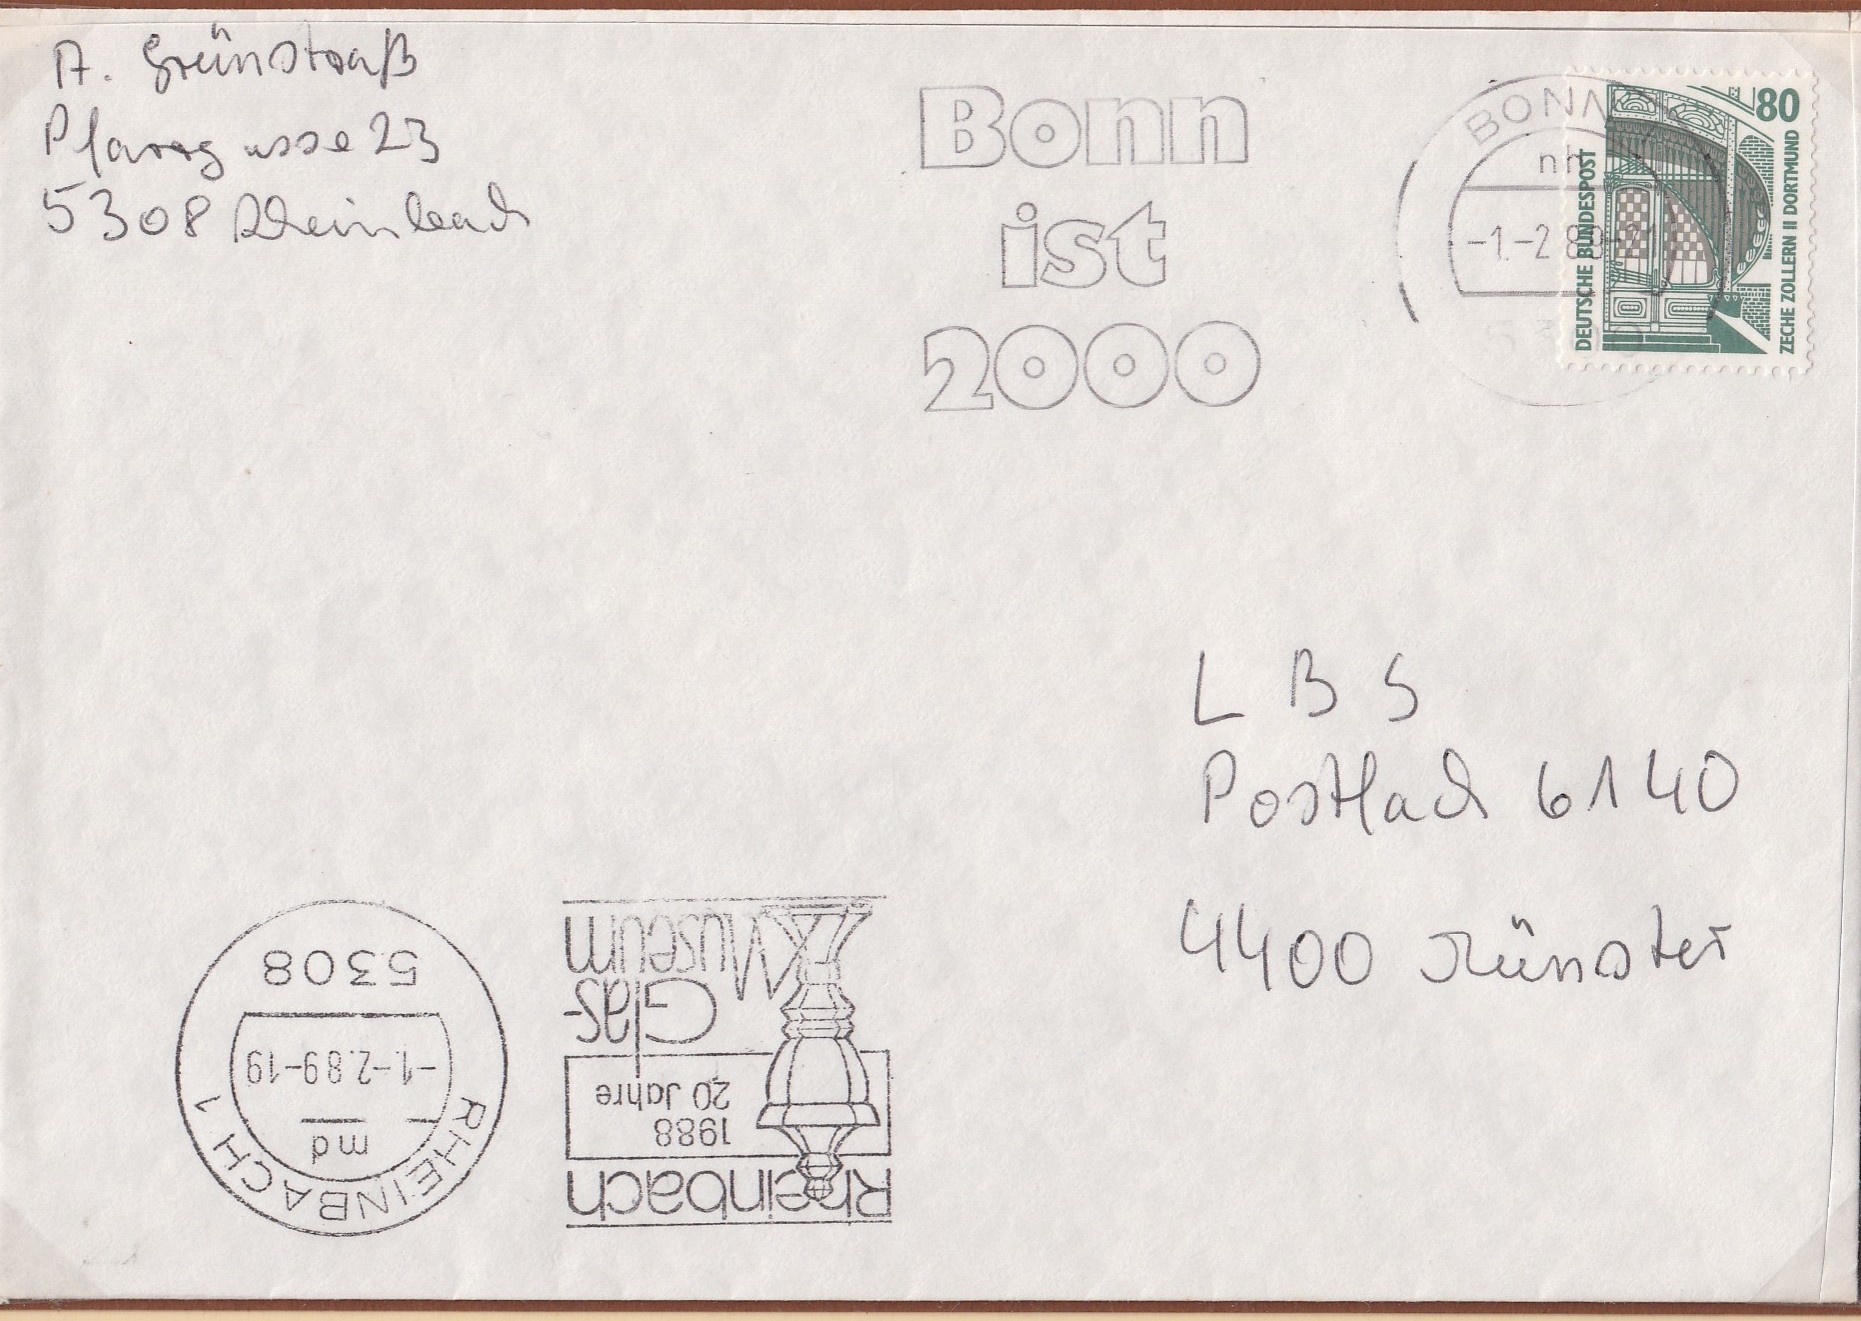 A. Grünstraß
Pfarrgasse 23
5308 Rheinbach
Bonn
ist
2000
BONN
-1.-2.89-21
80
DEUTSCHE BUNDESPOST
ZECHE ZOLLERN II DORTMUND
L B S
Postfach 6140
4400 Münster
Rheinbach
1988
20 Jahre
Glas-
Museum
RHEINBACH 1
md
-1.-2.89-19
5308